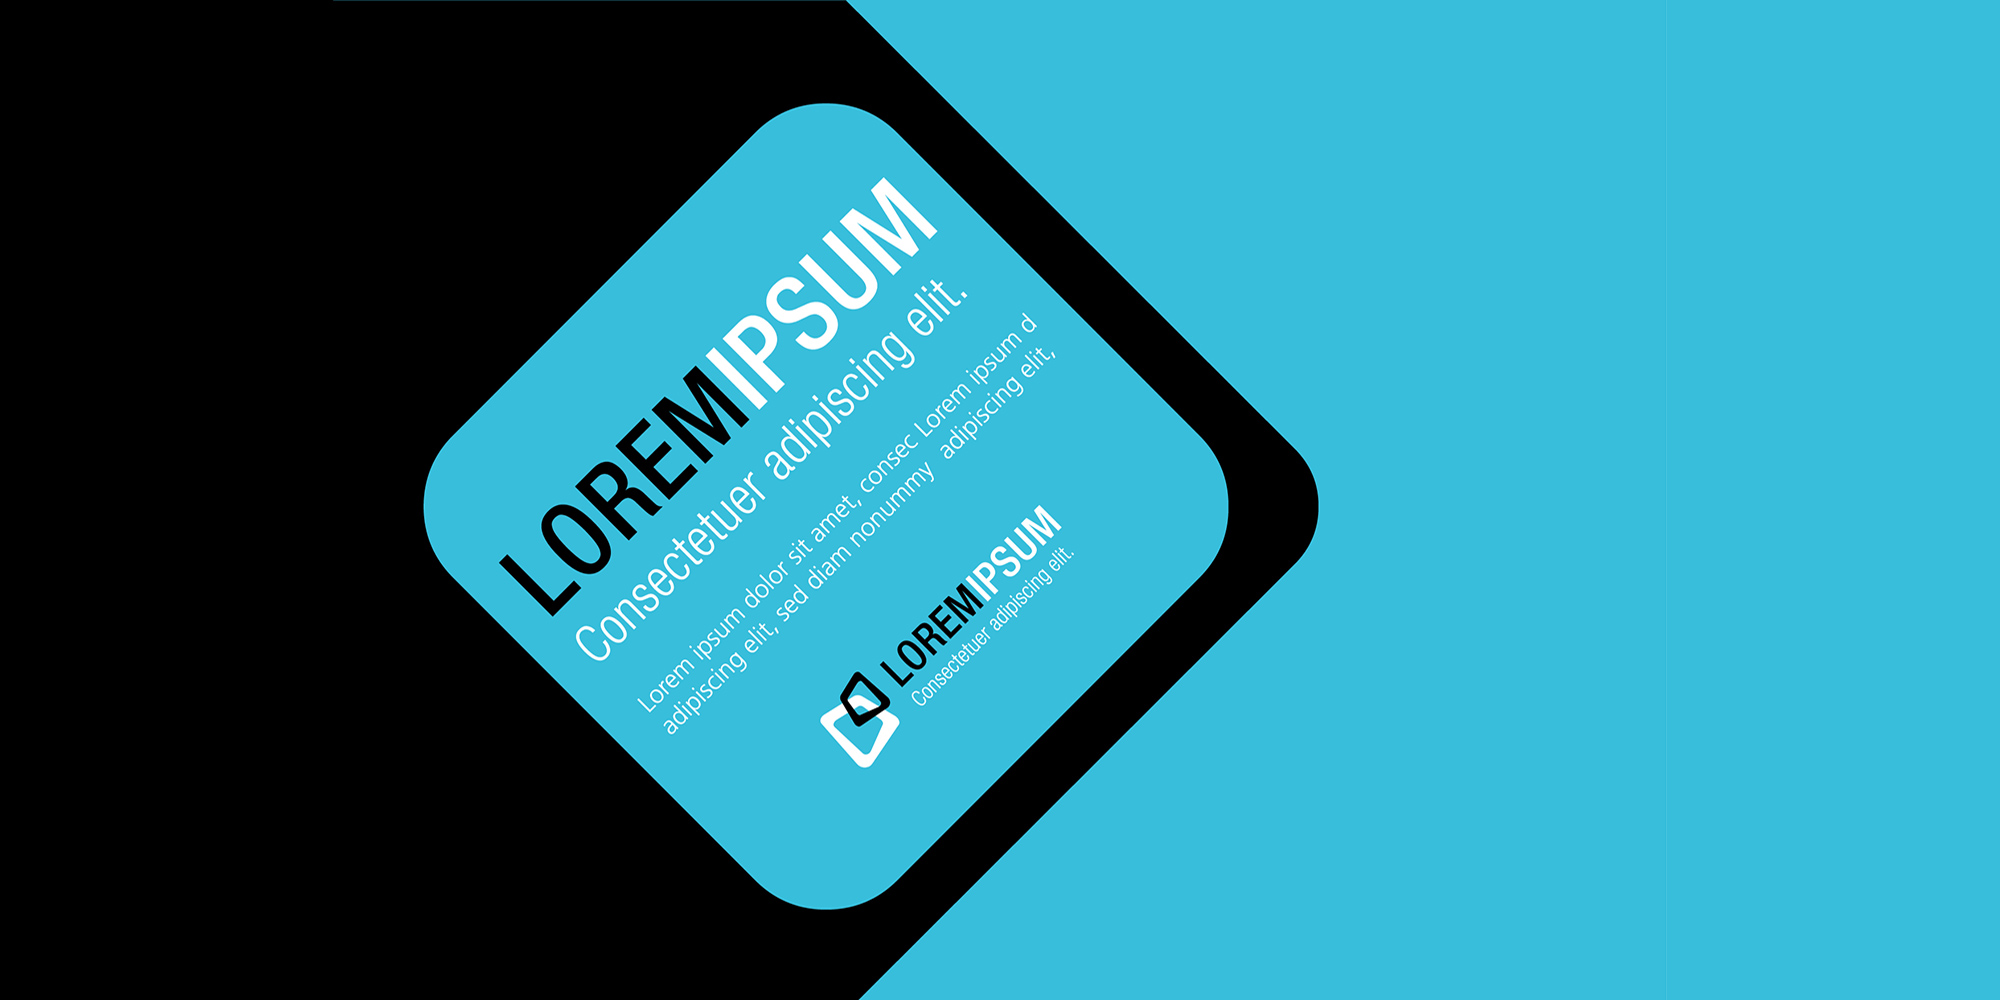 LOREMIPSUM
Consectetuer adipiscing elit.
Lorem ipsum dolor sit amet, consec Lorem ipsum d
adipiscing elit, sed diam nonummy adipiscing elit,
LOREMIPSUM
Consectetuer adipiscing elit.